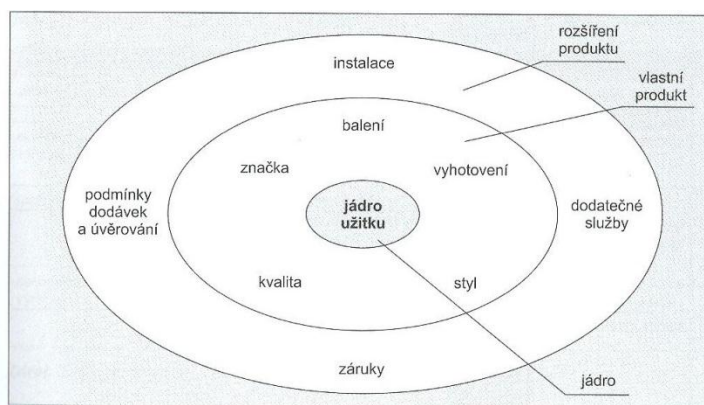 rozšíření
produktu
instalace
vlastní
produkt
balení
značka
vyhotovení
podmínky
dodávek
a úvěrování
jádro
užitku
dodatečné
služby
kvalita
styl
záruky
jádro